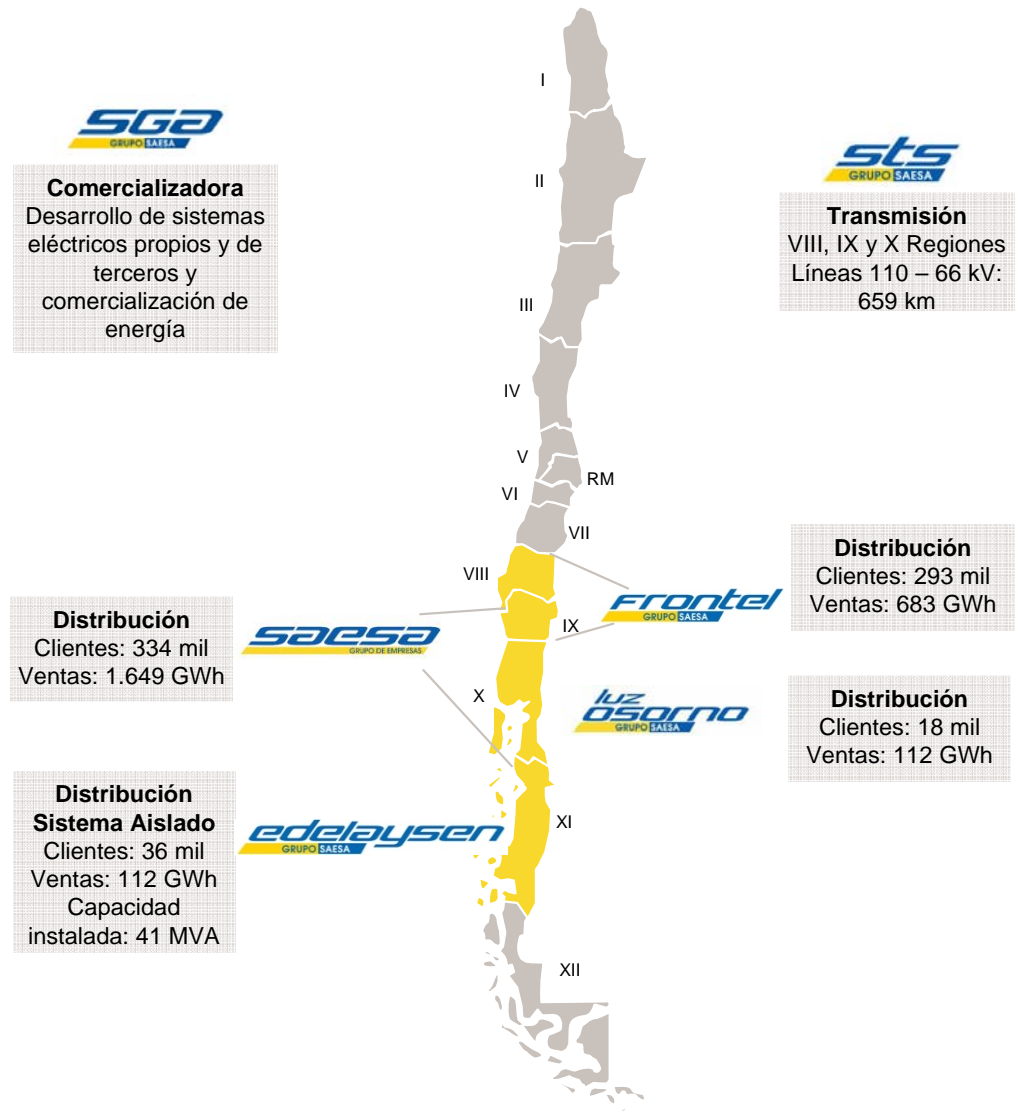 I
SGA
GRUPO SAESA
Comercializadora
Desarrollo de sistemas
eléctricos propios y de
terceros y
comercialización de
energía
sts
GRUPO SAESA
Transmisión
VIII, IX y X Regiones
Líneas 110 – 66 kV:
659 km
II
III
IV
V
RM
VI
VII
VIII
IX
Distribución
Clientes: 334 mil
Ventas: 1.649 GWh
saesa
GRUPO DE EMPRESAS
frontel
GRUPO SAESA
Distribución
Clientes: 293 mil
Ventas: 683 GWh
X
luz
osorno
GRUPO SAESA
Distribución
Clientes: 18 mil
Ventas: 112 GWh
Distribución
Sistema Aislado
Clientes: 36 mil
Ventas: 112 GWh
Capacidad
instalada: 41 MVA
edelaysen
GRUPO SAESA
XI
XII